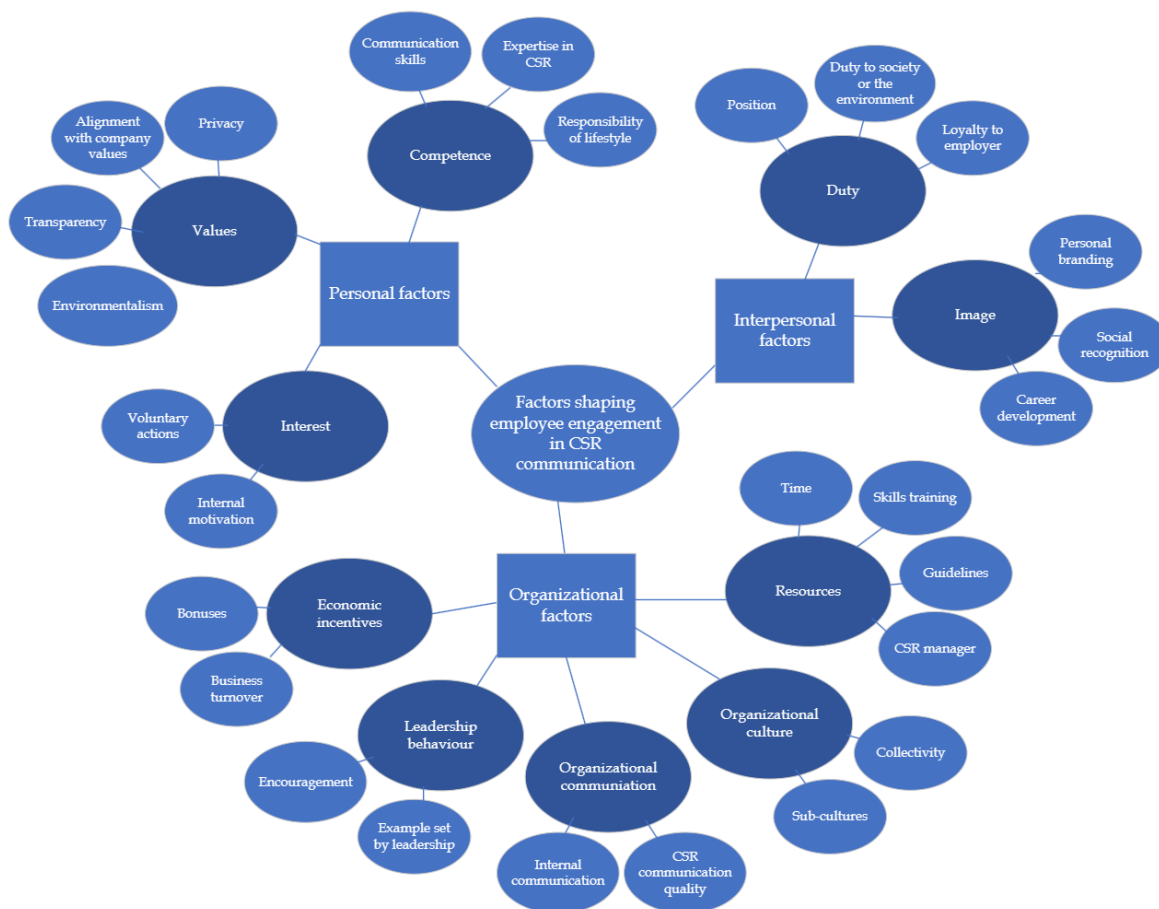 Communication
skills
Expertise in
CSR
Responsibility
of lifestyle
Competence
Alignment
with company
values
Privacy
Transparency
Values
Environmentalism
Personal factors
Voluntary
actions
Interest
Internal
motivation
Position
Duty to society
or the
environment
Loyalty to
employer
Duty
Personal
branding
Image
Social
recognition
Career
development
Interpersonal
factors
Factors shaping
employee engagement
in CSR
communication
Time
Skills training
Guidelines
Resources
CSR manager
Organizational
factors
Economic
incentives
Bonuses
Business
turnover
Leadership
behaviour
Encouragement
Example set
by leadership
Organizational
communiation
Internal
communication
CSR
communication
quality
Organizational
culture
Collectivity
Sub-cultures